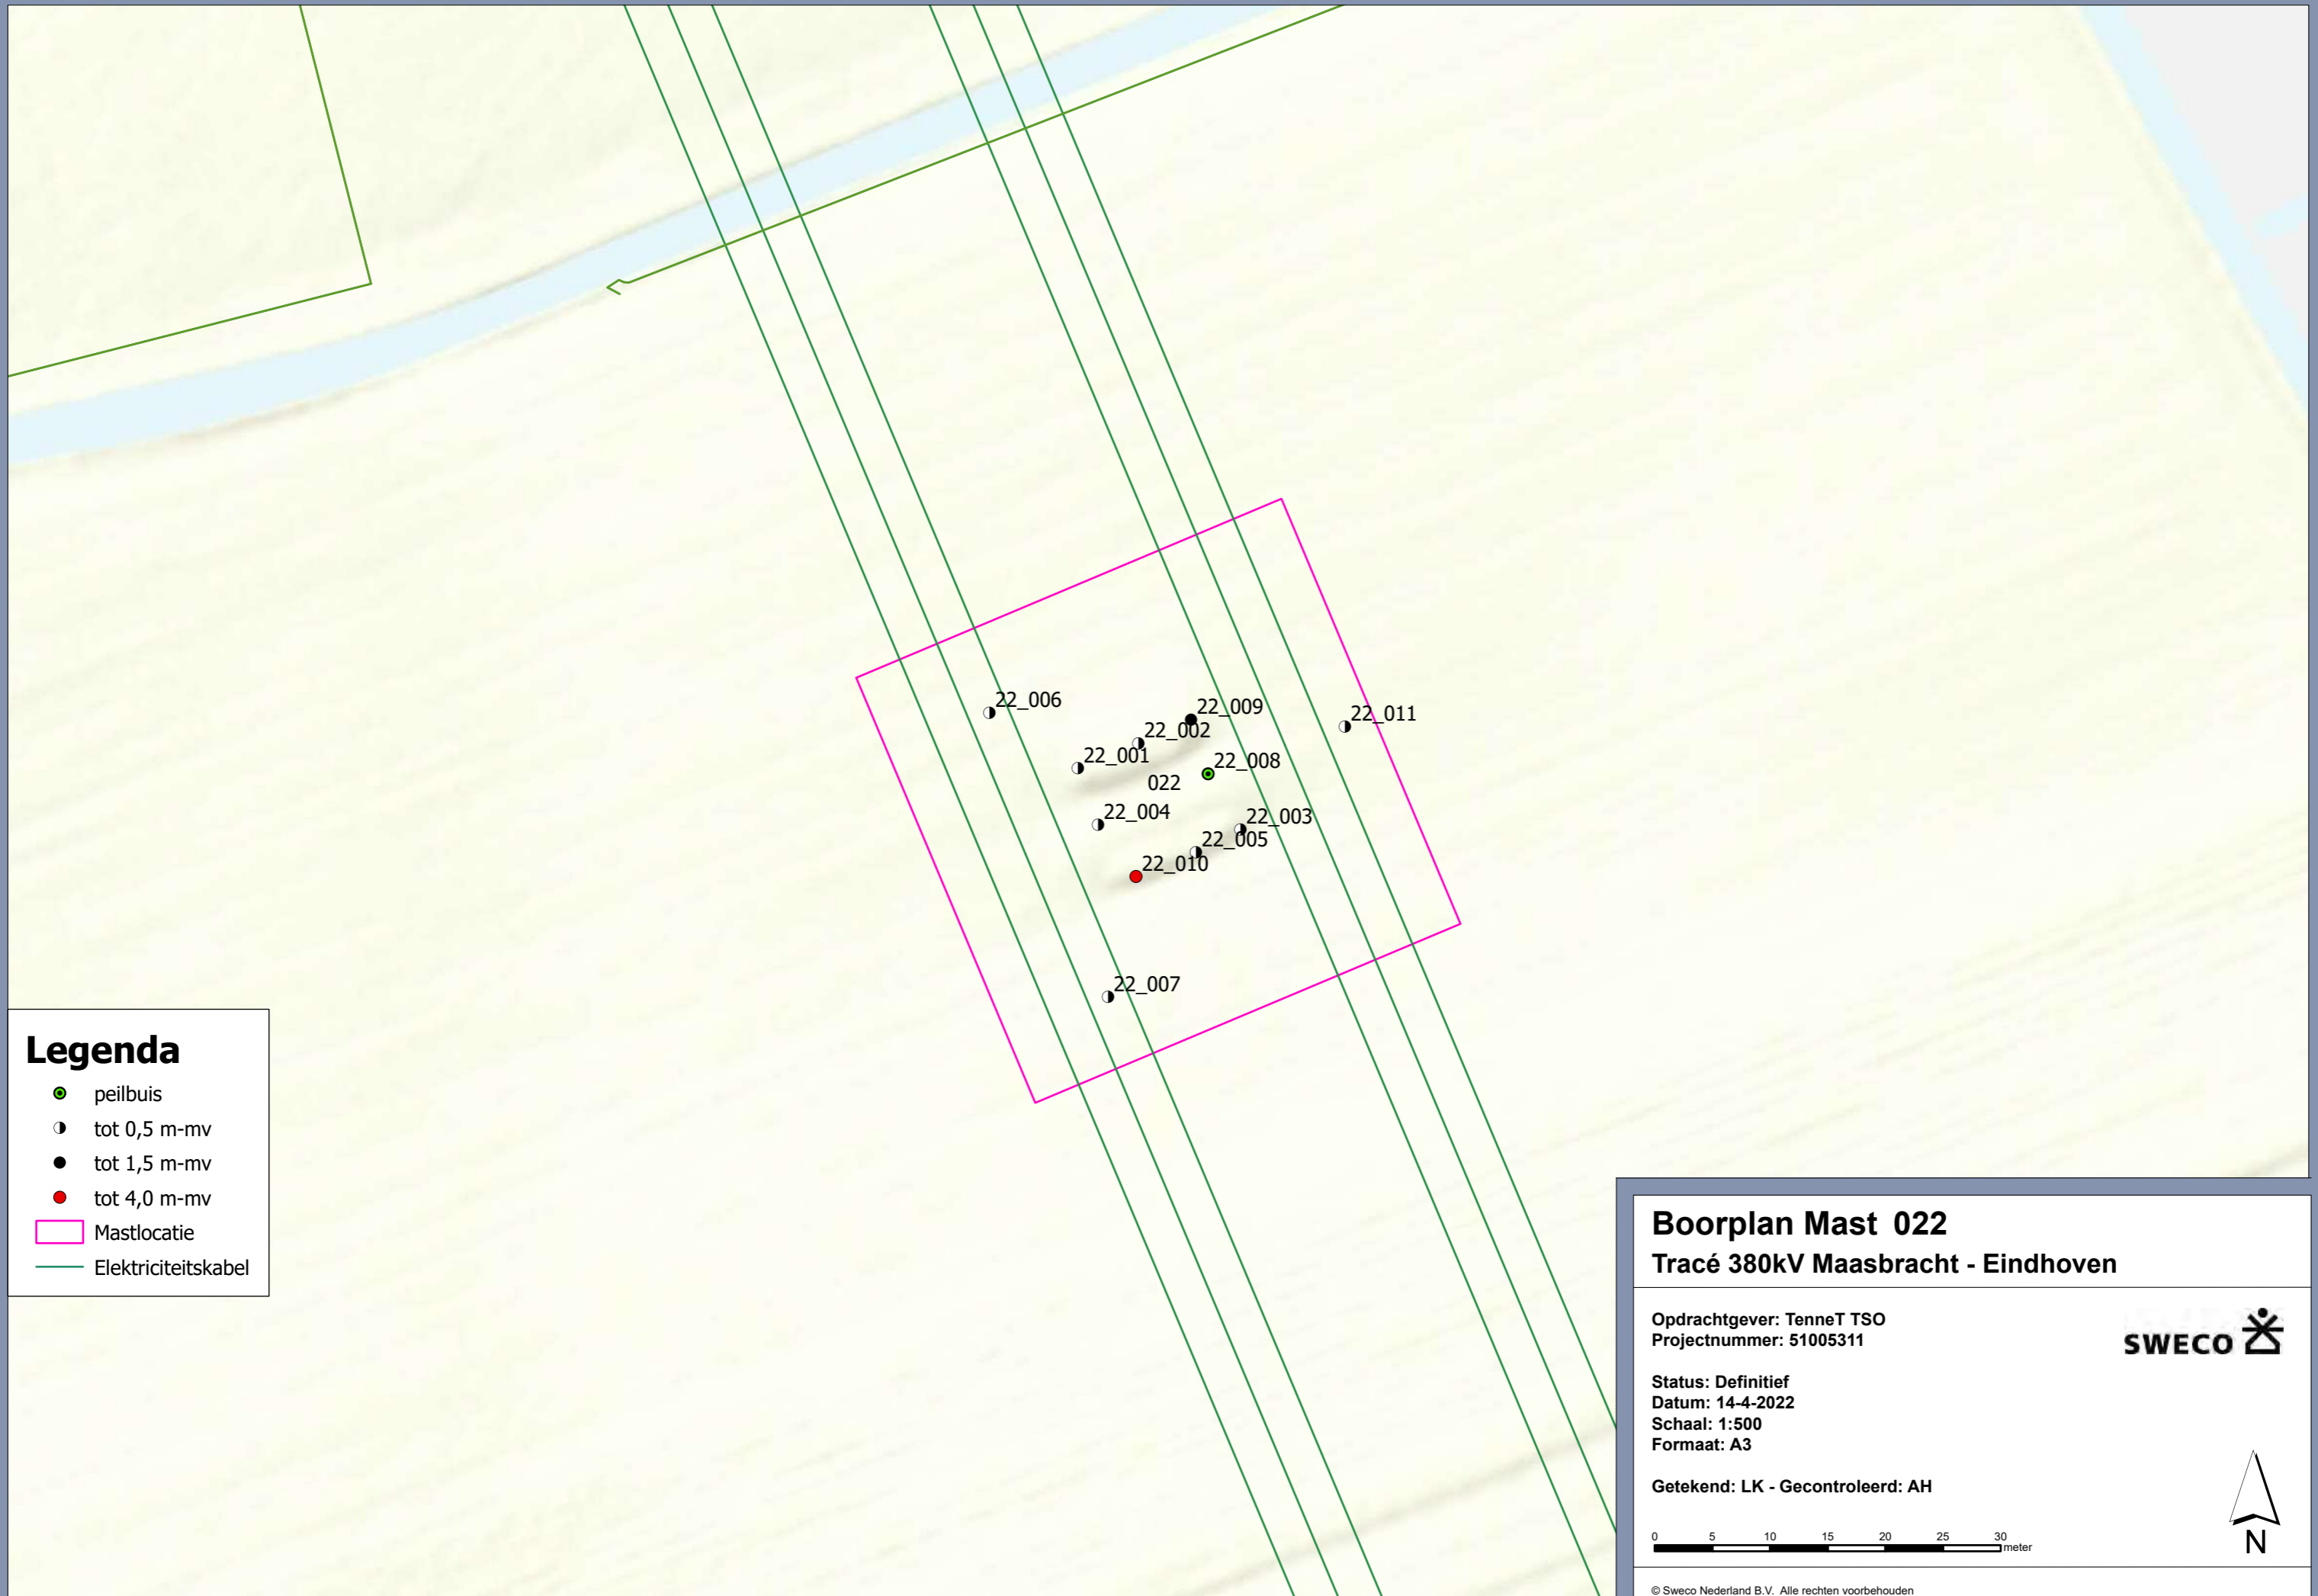 22_006
22_009
22_011
22_002
22_001
22_008
022
22_004
22_003
22_005
22_010
22_007
Legenda
peilbuis
tot 0,5 m-mv
tot 1,5 m-mv
tot 4,0 m-mv
Mastlocatie
Elektriciteitskabel
Boorplan Mast 022
Tracé 380kV Maasbracht - Eindhoven
Opdrachtgever: TenneT TSO
Projectnummer: 51005311
SWECO
Status: Definitief
Datum: 14-4-2022
Schaal: 1:500
Formaat: A3
Getekend: LK - Gecontroleerd: AH
0 5 10 15 20 25 30
meter
N
© Sweco Nederland B.V. Alle rechten voorbehouden